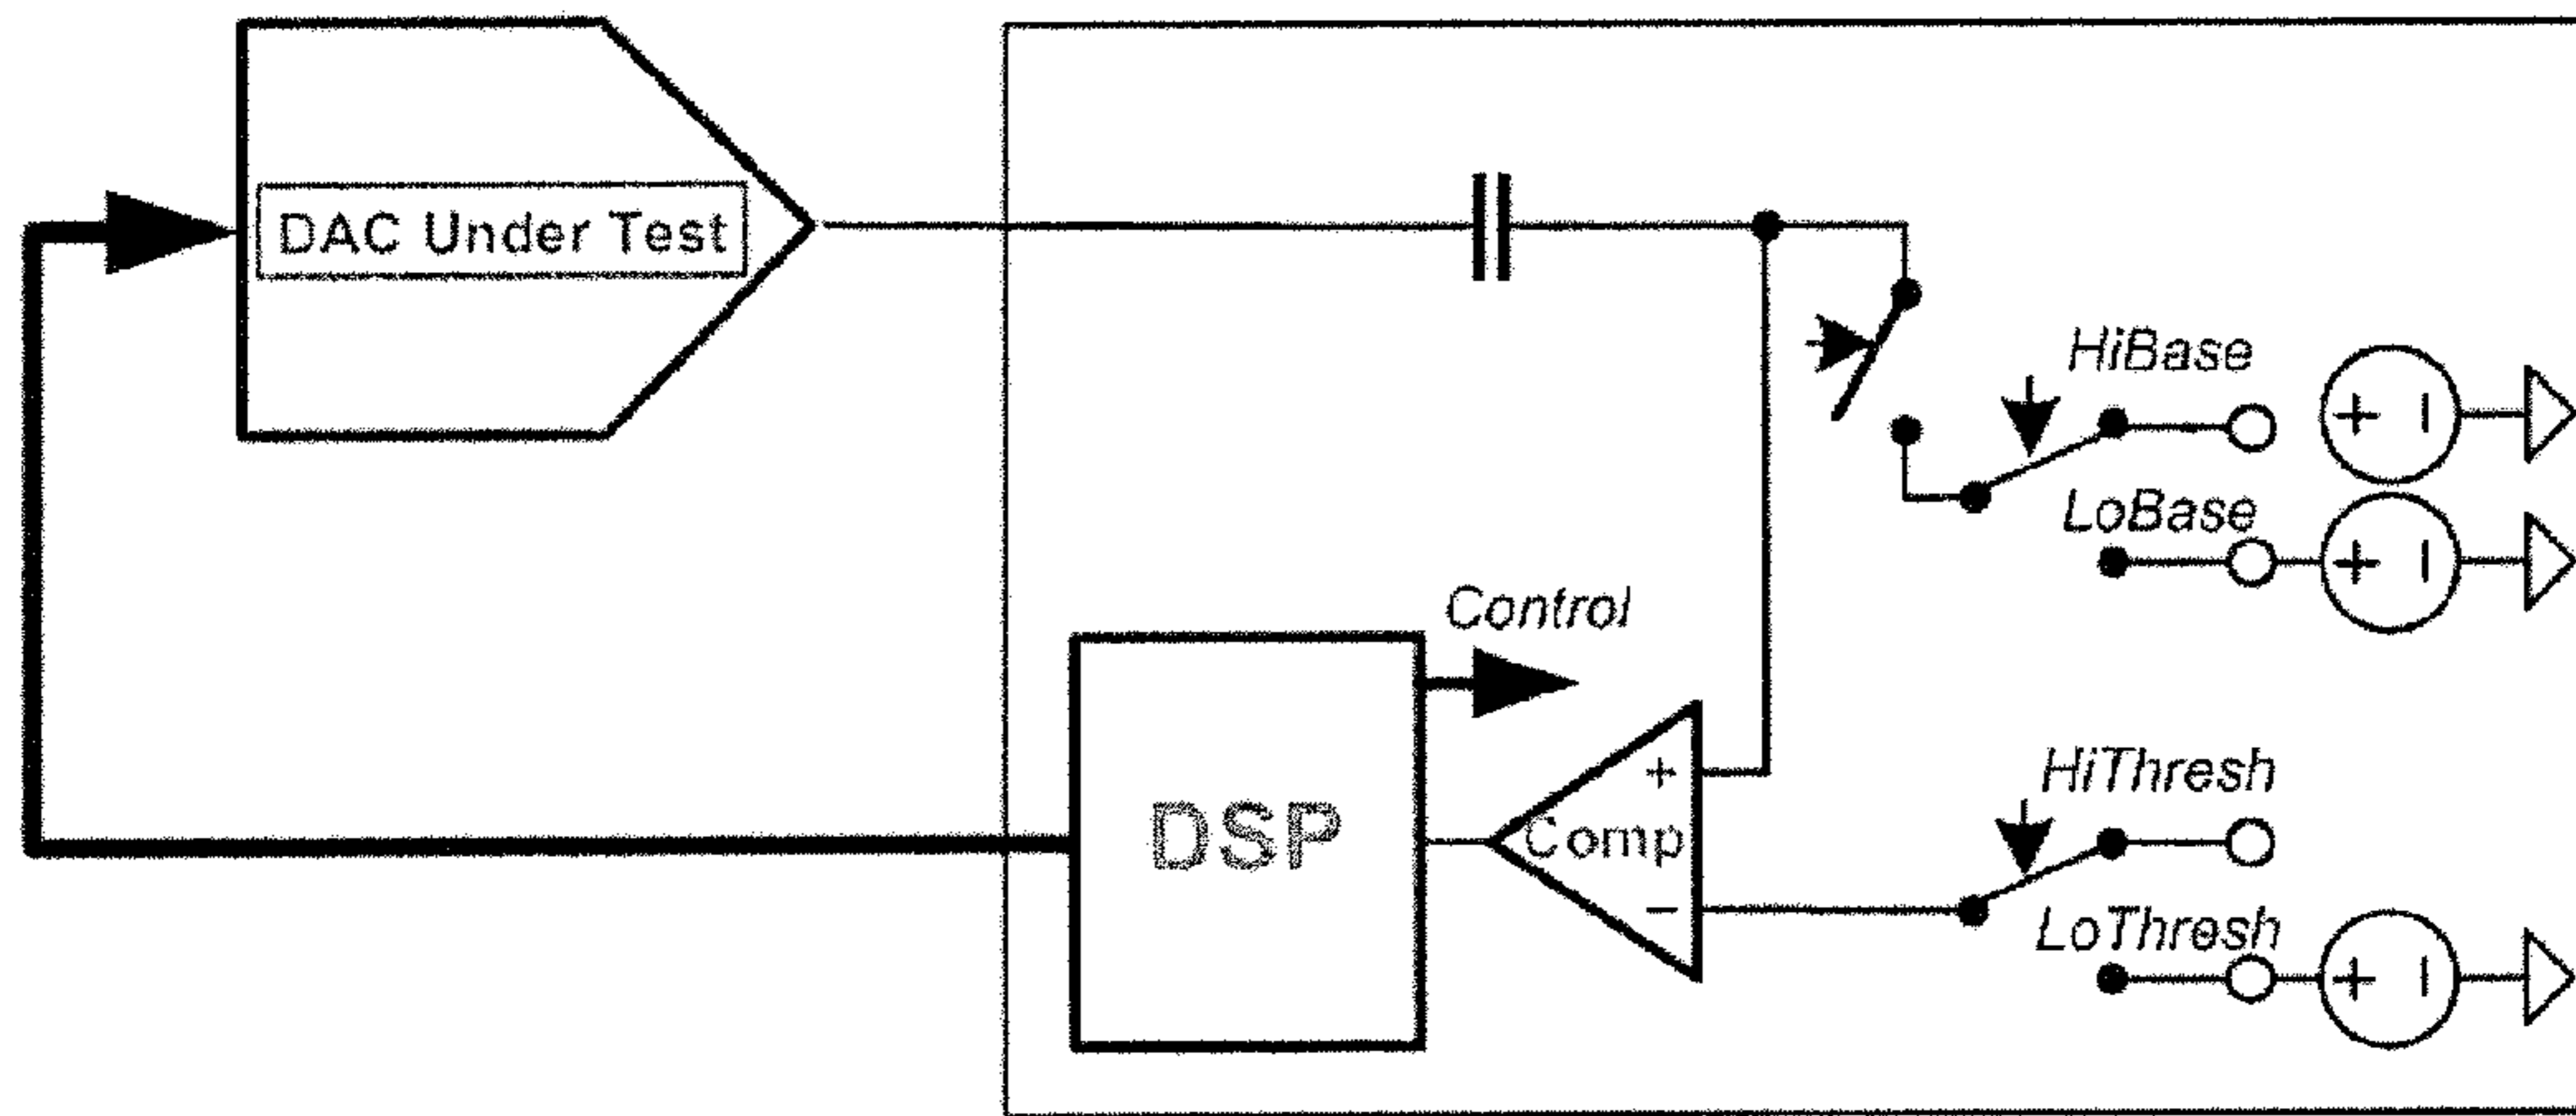 DAC Under Test
HiBase
+ −
LoBase
+ −
Control
HiThresh
+
DSP
Comp
−
LoThresh
+ −